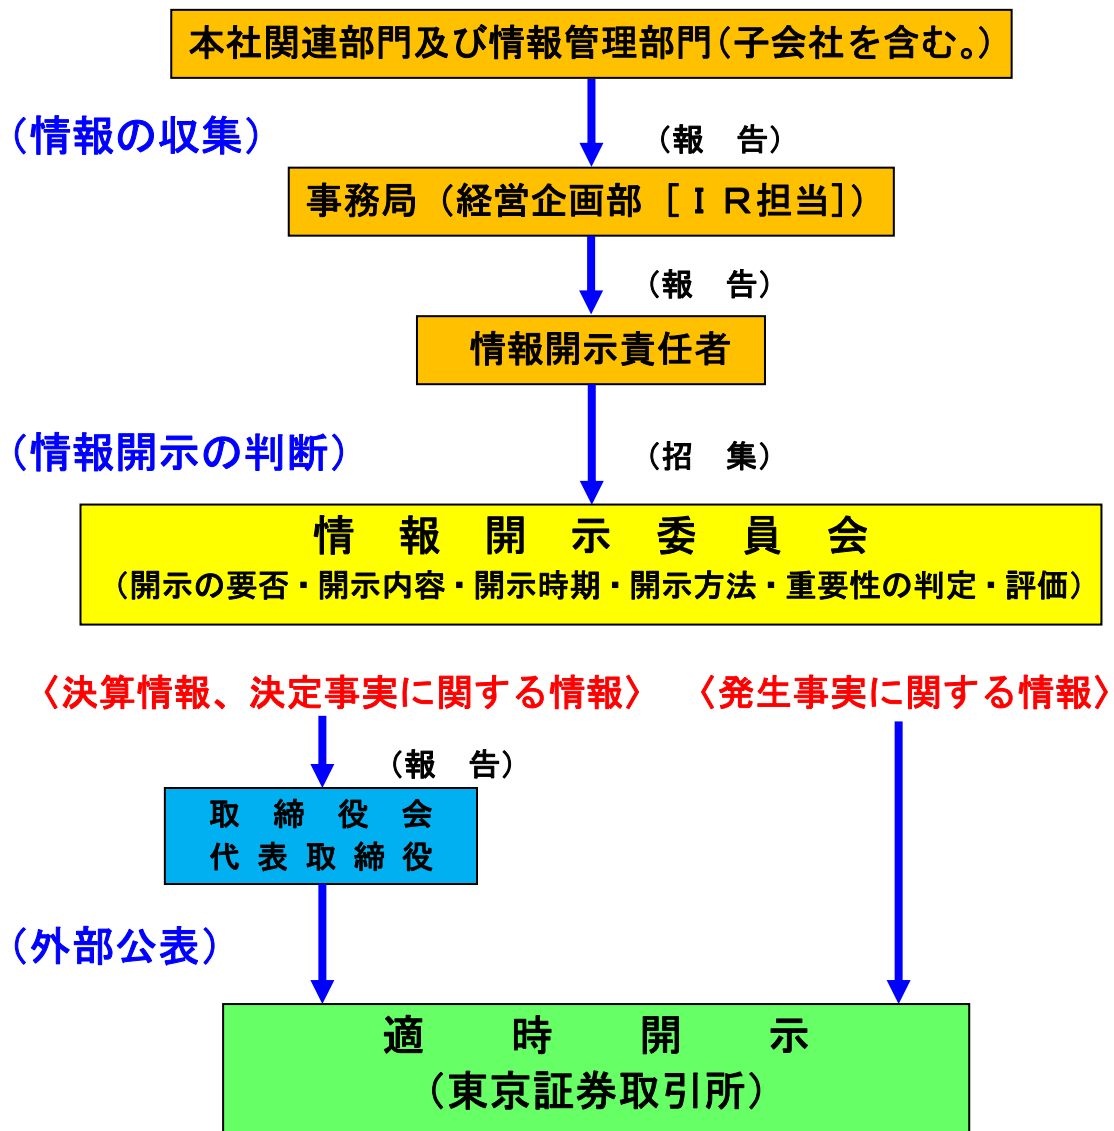 本社関連部門及び情報管理部門（子会社を含む。）
（情報の収集）
（報　告）
事務局（経営企画部［ＩＲ担当］）
（報　告）
情報開示責任者
（情報開示の判断）
（招　集）
情　報　開　示　委　員　会
（開示の要否・開示内容・開示時期・開示方法・重要性の判定・評価）
〈決算情報、決定事実に関する情報〉　〈発生事実に関する情報〉
（報　告）
取　締　役　会
代 表 取 締 役
（外部公表）
適　時　開　示
（東京証券取引所）